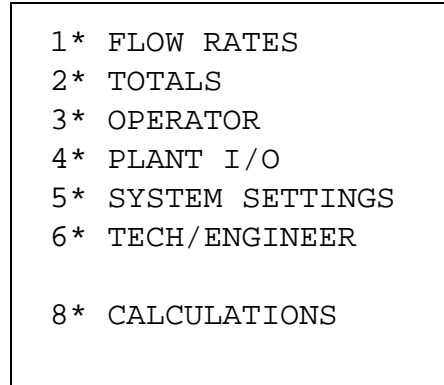 1* FLOW RATES
2* TOTALS
3* OPERATOR
4* PLANT I/O
5* SYSTEM SETTINGS
6* TECH/ENGINEER
8* CALCULATIONS